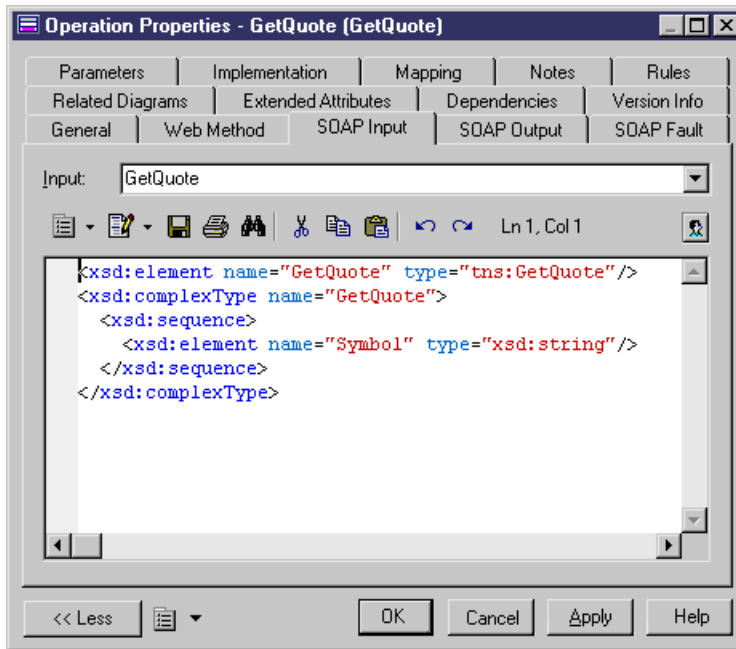 Operation Properties - GetQuote (GetQuote)
Parameters Implementation Mapping Notes Rules
Related Diagrams Extended Attributes Dependencies Version Info
General Web Method SOAP Input SOAP Output SOAP Fault
Input: GetQuote
Ln 1, Col 1
<xsd:element name="GetQuote" type="tns:GetQuote"/>
<xsd:complexType name="GetQuote">
<xsd:sequence>
<xsd:element name="Symbol" type="xsd:string"/>
</xsd:sequence>
</xsd:complexType>
<< Less OK Cancel Apply Help